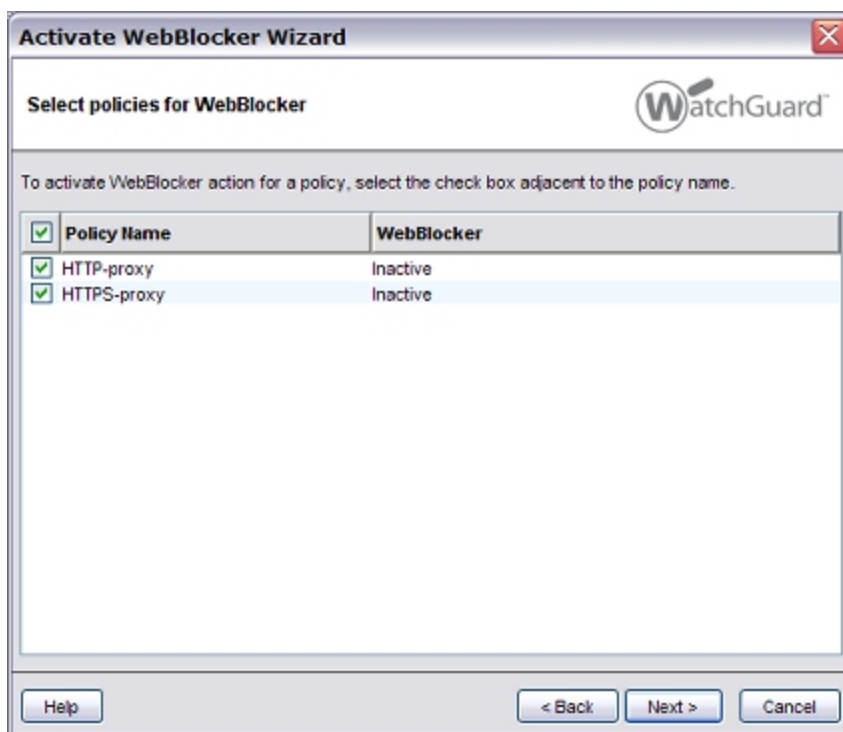 Activate WebBlocker Wizard
Select policies for WebBlocker
WatchGuard™
To activate WebBlocker action for a policy, select the check box adjacent to the policy name.
Policy Name WebBlocker
HTTP-proxy Inactive
HTTPS-proxy Inactive
Help < Back Next > Cancel